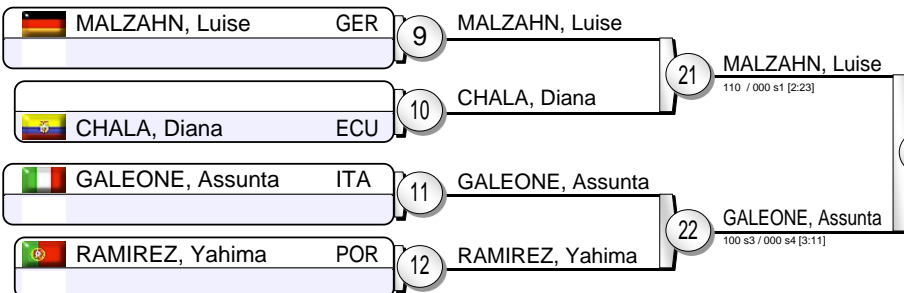 MALZAHN, Luise GER
9
MALZAHN, Luise
CHALA, Diana ECU
10
CHALA, Diana
21
MALZAHN, Luise
110 / 000 s1 [2:23]
GALEONE, Assunta ITA
11
GALEONE, Assunta
RAMIREZ, Yahima POR
12
RAMIREZ, Yahima
22
GALEONE, Assunta
100 s3 / 000 s4 [3:11]